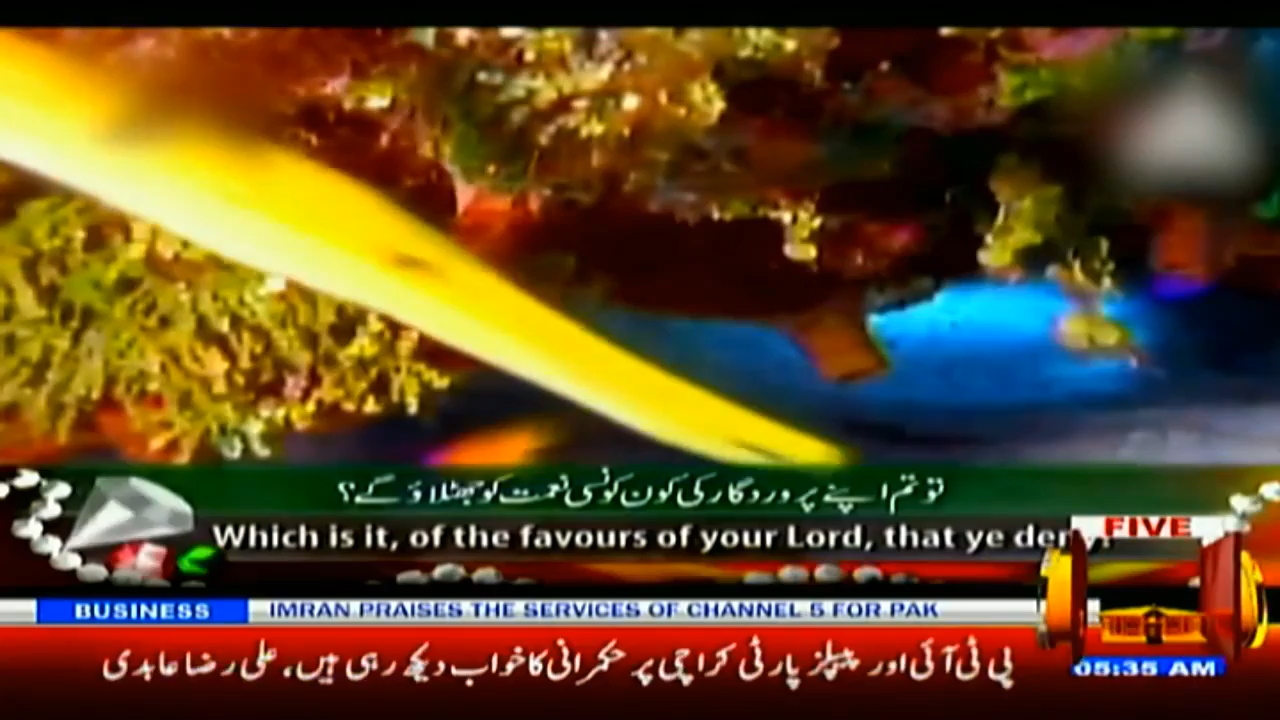 تو تم اپنے پروردگار کی کون کونسی نعمت کو جھٹلاؤ گے؟
Which is it, of the favours of your Lord, that ye deny?
FIVE
BUSINESS
IMRAN PRAISES THE SERVICES OF CHANNEL 5 FOR PAK
پی ٹی آئی اور پیپلز پارٹی کراچی پر حکمرانی کا خواب دیکھ رہی ہیں، علی رضا عابدی
05:35 AM